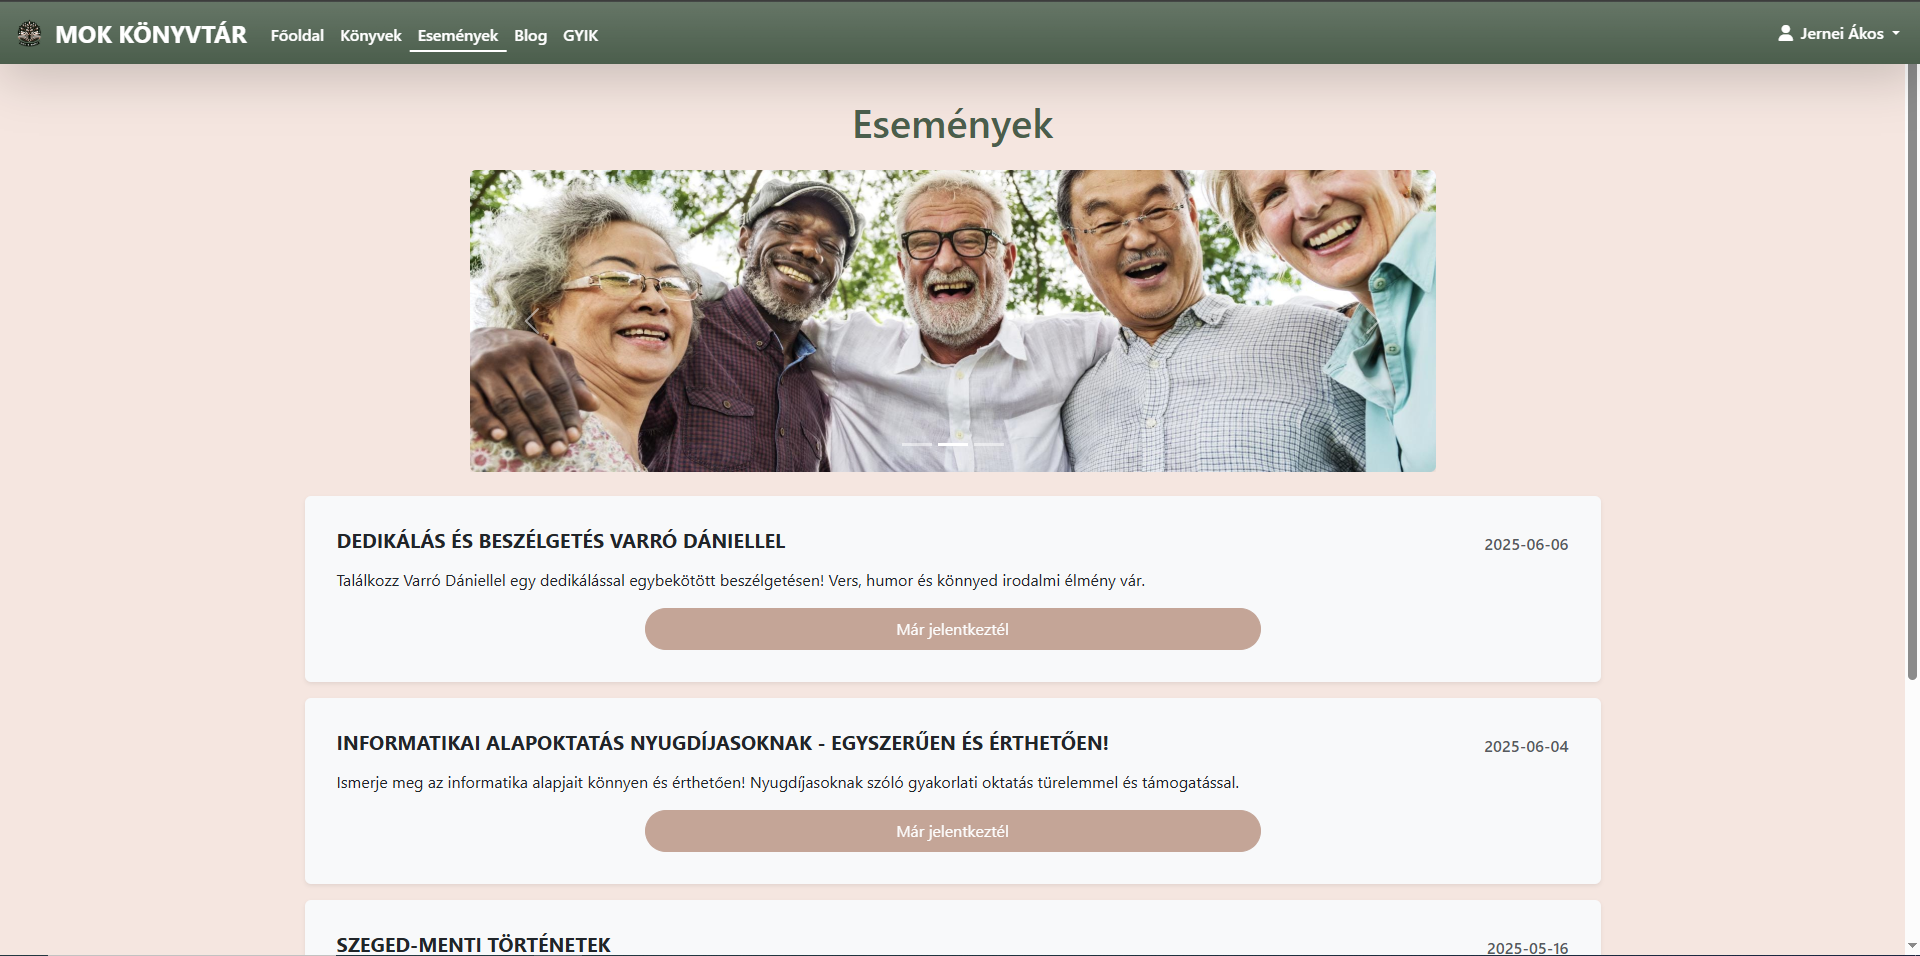 MOK KÖNYVTÁR Főoldal Könyvek Események Blog GYIK Jernei Ákos
Események
DEDIKÁLÁS ÉS BESZÉLGETÉS VARRÓ DÁNIELLEL 2025-06-06
Találkozz Varró Dániellel egy dedikálással egybekötött beszélgetésen! Vers, humor és könnyed irodalmi élmény vár.
Már jelentkeztél
INFORMATIKAI ALAPOKTATÁS NYUGDÍJASOKNAK - EGYSZERŰEN ÉS ÉRTHETŐEN! 2025-06-04
Ismerje meg az informatika alapjait könnyen és érthetően! Nyugdíjasoknak szóló gyakorlati oktatás türelemmel és támogatással.
Már jelentkeztél
SZEGED-MENTI TÖRTÉNETEK 2025-05-16